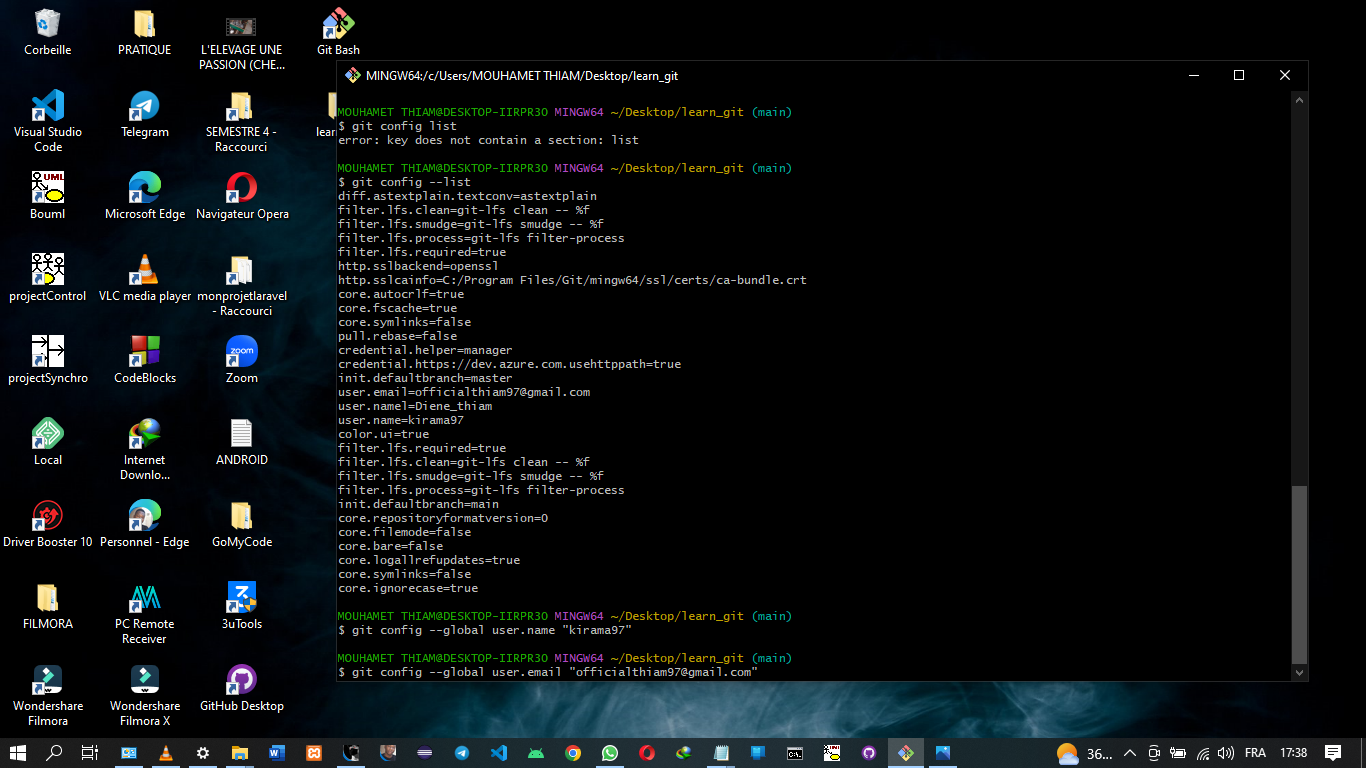 Corbeille
PRATIQUE
L'ELEVAGE UNE
PASSION (CHE...
Git Bash
Visual Studio
Code
Telegram
SEMESTRE 4 -
Raccourci
lear
Bouml
Microsoft Edge
Navigateur Opera
projectControl
VLC media player
monprojetlaravel
- Raccourci
projectSynchro
CodeBlocks
zoom
Zoom
Local
Internet
Downlo...
ANDROID
Driver Booster 10
Personnel - Edge
GoMyCode
FILMORA
PC Remote
Receiver
3uTools
Wondershare
Filmora
Wondershare
Filmora X
GitHub Desktop
MINGW64:/c/Users/MOUHAMET THIAM/Desktop/learn_git
MOUHAMET THIAM@DESKTOP-IIRPR3O MINGW64 ~/Desktop/learn_git (main)
$ git config list
error: key does not contain a section: list
MOUHAMET THIAM@DESKTOP-IIRPR3O MINGW64 ~/Desktop/learn_git (main)
$ git config --list
diff.astextplain.textconv=astextplain
filter.lfs.clean=git-lfs clean -- %f
filter.lfs.smudge=git-lfs smudge -- %f
filter.lfs.process=git-lfs filter-process
filter.lfs.required=true
http.sslbackend=openssl
http.sslcainfo=C:/Program Files/Git/mingw64/ssl/certs/ca-bundle.crt
core.autocrlf=true
core.fscache=true
core.symlinks=false
pull.rebase=false
credential.helper=manager
credential.https://dev.azure.com.usehttppath=true
init.defaultbranch=master
user.email=officialthiam97@gmail.com
user.namel=Diene_thiam
user.name=kirama97
color.ui=true
filter.lfs.required=true
filter.lfs.clean=git-lfs clean -- %f
filter.lfs.smudge=git-lfs smudge -- %f
filter.lfs.process=git-lfs filter-process
init.defaultbranch=main
core.repositoryformatversion=0
core.filemode=false
core.bare=false
core.logallrefupdates=true
core.symlinks=false
core.ignorecase=true
MOUHAMET THIAM@DESKTOP-IIRPR3O MINGW64 ~/Desktop/learn_git (main)
$ git config --global user.name "kirama97"
MOUHAMET THIAM@DESKTOP-IIRPR3O MINGW64 ~/Desktop/learn_git (main)
$ git config --global user.email "officialthiam97@gmail.com"
36... FRA 17:38